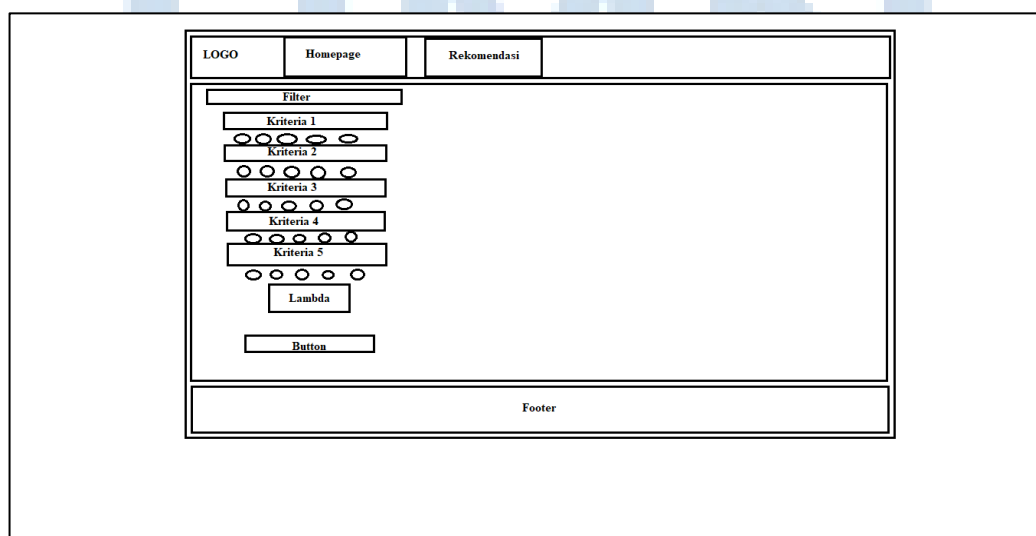 LOGO Homepage Rekomendasi
Filter
Kriteria 1
Kriteria 2
Kriteria 3
Kriteria 4
Kriteria 5
Lambda
Button
Footer